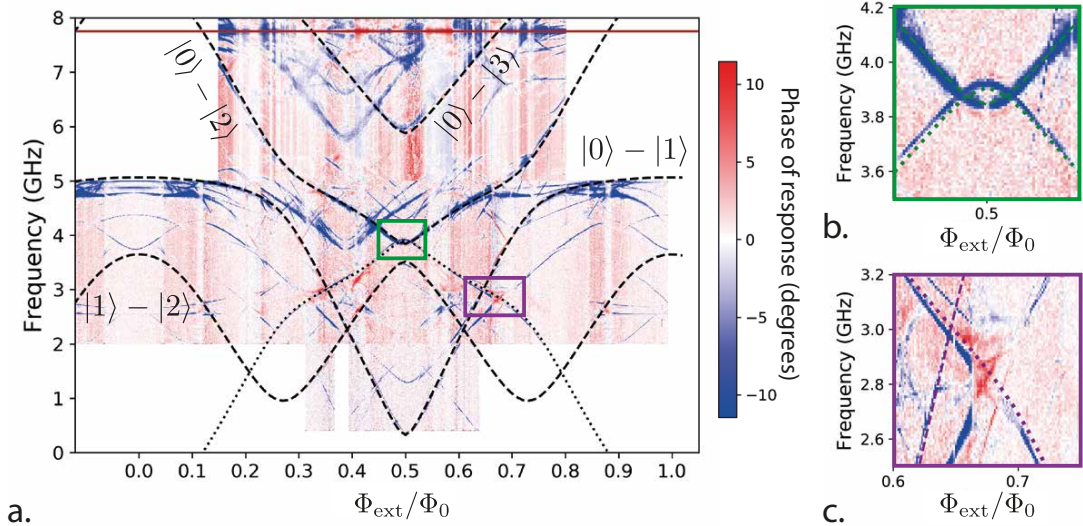 8
7
6
5
4
3
2
1
0
Frequency (GHz)
|0⟩ − |2⟩
|0⟩ − |3⟩
|0⟩ − |1⟩
|1⟩ − |2⟩
0.0 0.1 0.2 0.3 0.4 0.5 0.6 0.7 0.8 0.9 1.0
Φext/Φ0
a.
10
5
0
−5
−10
Phase of response (degrees)
4.2
4.0
3.8
3.6
Frequency (GHz)
0.5
Φext/Φ0
b.
3.2
3.0
2.8
2.6
Frequency (GHz)
0.6 0.7
Φext/Φ0
c.